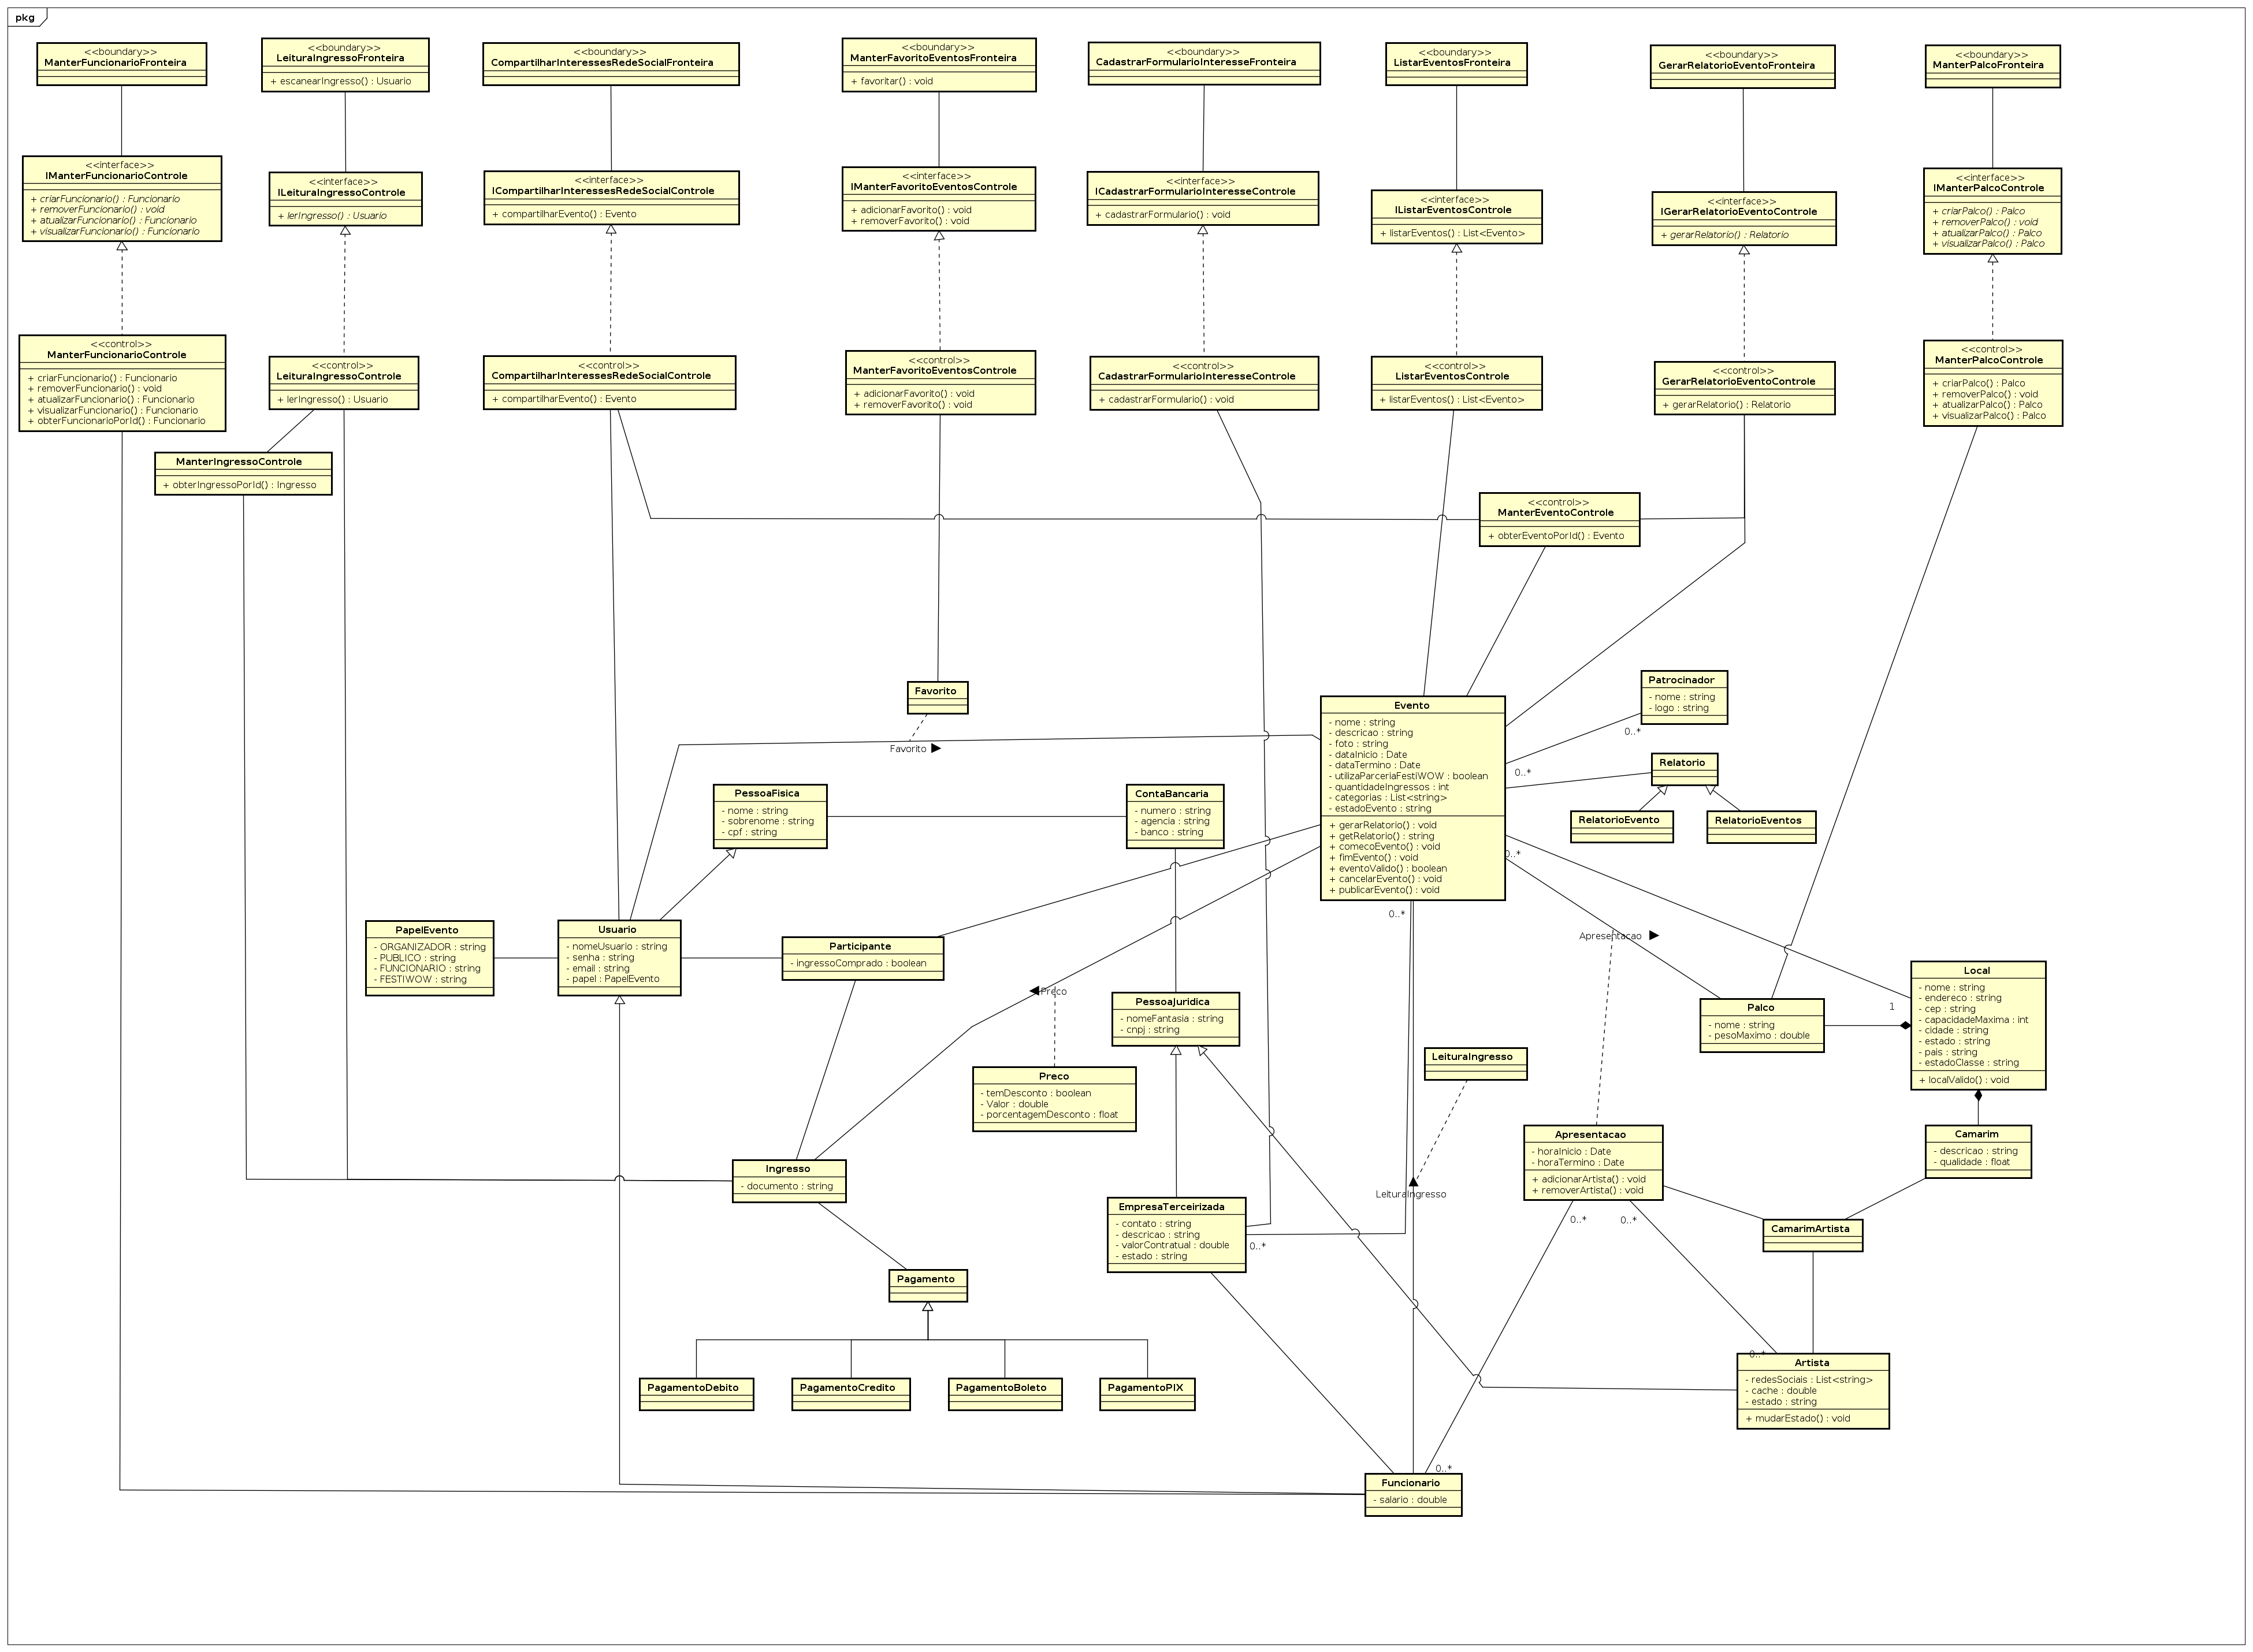 pkg
<<boundary>>
ManterFuncionarioFronteira
<<boundary>>
LeituraIngressoFronteira
+ escanearIngresso() : Usuario
<<boundary>>
CompartilharInteressesRedeSocialFronteira
<<boundary>>
ManterFavoritoEventosFronteira
+ favoritar() : void
<<boundary>>
CadastrarFormularioInteresseFronteira
<<boundary>>
ListarEventosFronteira
<<boundary>>
GerarRelatorioEventoFronteira
<<boundary>>
ManterPalcoFronteira
<<interface>>
IManterFuncionarioControle
+ criarFuncionario() : Funcionario
+ removerFuncionario() : void
+ atualizarFuncionario() : Funcionario
+ visualizarFuncionario() : Funcionario
<<interface>>
ILeituraIngressoControle
+ lerIngresso() : Usuario
<<interface>>
ICompartilharInteressesRedeSocialControle
+ compartilharEvento() : Evento
<<interface>>
IManterFavoritoEventosControle
+ adicionarFavorito() : void
+ removerFavorito() : void
<<interface>>
ICadastrarFormularioInteresseControle
+ cadastrarFormulario() : void
<<interface>>
IListarEventosControle
+ listarEventos() : List<Evento>
<<interface>>
IGerarRelatorioEventoControle
+ gerarRelatorio() : Relatorio
<<interface>>
IManterPalcoControle
+ criarPalco() : Palco
+ removerPalco() : void
+ atualizarPalco() : Palco
+ visualizarPalco() : Palco
<<control>>
ManterFuncionarioControle
+ criarFuncionario() : Funcionario
+ removerFuncionario() : void
+ atualizarFuncionario() : Funcionario
+ visualizarFuncionario() : Funcionario
+ obterFuncionarioPorId() : Funcionario
<<control>>
LeituraIngressoControle
+ lerIngresso() : Usuario
<<control>>
CompartilharInteressesRedeSocialControle
+ compartilharEvento() : Evento
<<control>>
ManterFavoritoEventosControle
+ adicionarFavorito() : void
+ removerFavorito() : void
<<control>>
CadastrarFormularioInteresseControle
+ cadastrarFormulario() : void
<<control>>
ListarEventosControle
+ listarEventos() : List<Evento>
<<control>>
GerarRelatorioEventoControle
+ gerarRelatorio() : Relatorio
<<control>>
ManterPalcoControle
+ criarPalco() : Palco
+ removerPalco() : void
+ atualizarPalco() : Palco
+ visualizarPalco() : Palco
ManterIngressoControle
+ obterIngressoPorId() : Ingresso
<<control>>
ManterEventoControle
+ obterEventoPorId() : Evento
Favorito
Favorito
Evento
- nome : string
- descricao : string
- foto : string
- dataInicio : Date
- dataTermino : Date
- utilizaParceriaFestiWOW : boolean
- quantidadeIngressos : int
- categorias : List<string>
- estadoEvento : string
+ gerarRelatorio() : void
+ getRelatorio() : string
+ comecoEvento() : void
+ fimEvento() : void
+ eventoValido() : boolean
+ cancelarEvento() : void
+ publicarEvento() : void
Patrocinador
- nome : string
- logo : string
0..*
0..*
Relatorio
RelatorioEvento
RelatorioEventos
PessoaFisica
- nome : string
- sobrenome : string
- cpf : string
ContaBancaria
- numero : string
- agencia : string
- banco : string
0..*
0..*
PapelEvento
- ORGANIZADOR : string
- PUBLICO : string
- FUNCIONARIO : string
- FESTIWOW : string
Usuario
- nomeUsuario : string
- senha : string
- email : string
- papel : PapelEvento
Participante
- ingressoComprado : boolean
Apresentacao
Preco
PessoaJuridica
- nomeFantasia : string
- cnpj : string
Local
- nome : string
- endereco : string
- cep : string
- capacidadeMaxima : int
- cidade : string
- estado : string
- pais : string
- estadoClasse : string
+ localValido() : void
1
Palco
- nome : string
- pesoMaximo : double
Preco
- temDesconto : boolean
- Valor : double
- porcentagemDesconto : float
LeituraIngresso
LeituraIngresso
Apresentacao
- horaInicio : Date
- horaTermino : Date
+ adicionarArtista() : void
+ removerArtista() : void
Camarim
- descricao : string
- qualidade : float
Ingresso
- documento : string
EmpresaTerceirizada
- contato : string
- descricao : string
- valorContratual : double
- estado : string
0..*
0..*
0..*
CamarimArtista
Pagamento
PagamentoDebito
PagamentoCredito
PagamentoBoleto
PagamentoPIX
0..*
Artista
- redesSociais : List<string>
- cache : double
- estado : string
+ mudarEstado() : void
0..*
Funcionario
- salario : double